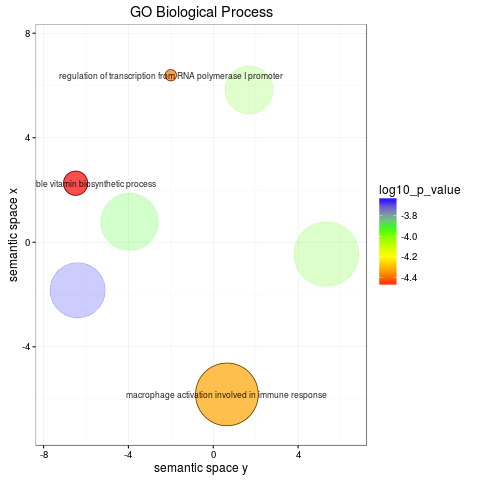 GO Biological Process
8
regulation of transcription from RNA polymerase I promoter
4
ble vitamin biosynthetic process
0
-4
macrophage activation involved in immune response
-8
-4
0
4
semantic space y
semantic space x
log10_p_value
-3.8
-4.0
-4.2
-4.4